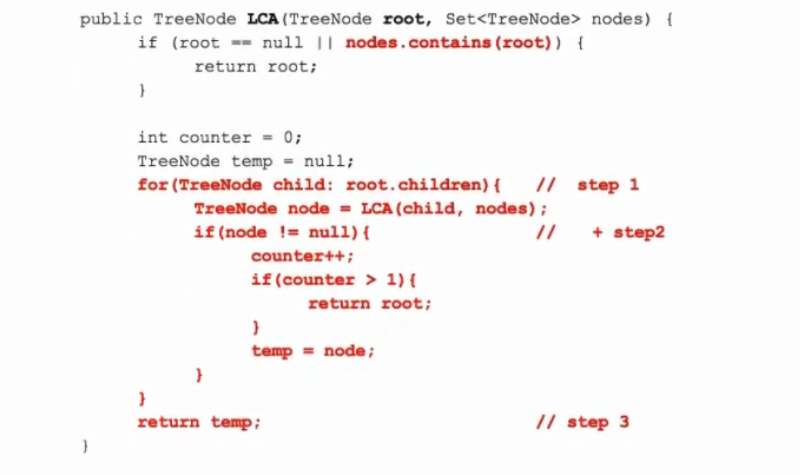 public TreeNode LCA(TreeNode root, Set<TreeNode> nodes) {
if (root == null || nodes.contains(root)) {
return root;
}
int counter = 0;
TreeNode temp = null;
for(TreeNode child: root.children){ // step 1
TreeNode node = LCA(child, nodes);
if(node != null){ // + step2
counter++;
if(counter > 1){
return root;
}
temp = node;
}
}
return temp; // step 3
}